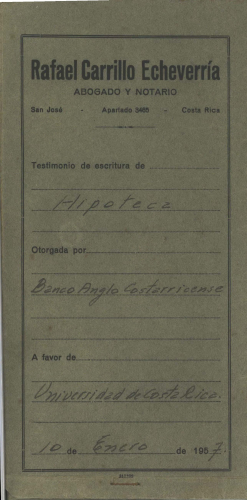 Rafael Carrillo Echeverría
ABOGADO Y NOTARIO
San José - Apartado 3485 - Costa Rica
Testimonio de escritura de
Hipoteca
Otorgada por
Banco Anglo Costarricense
A favor de
Universidad de Costa Rica.
10 de Enero de 1957.